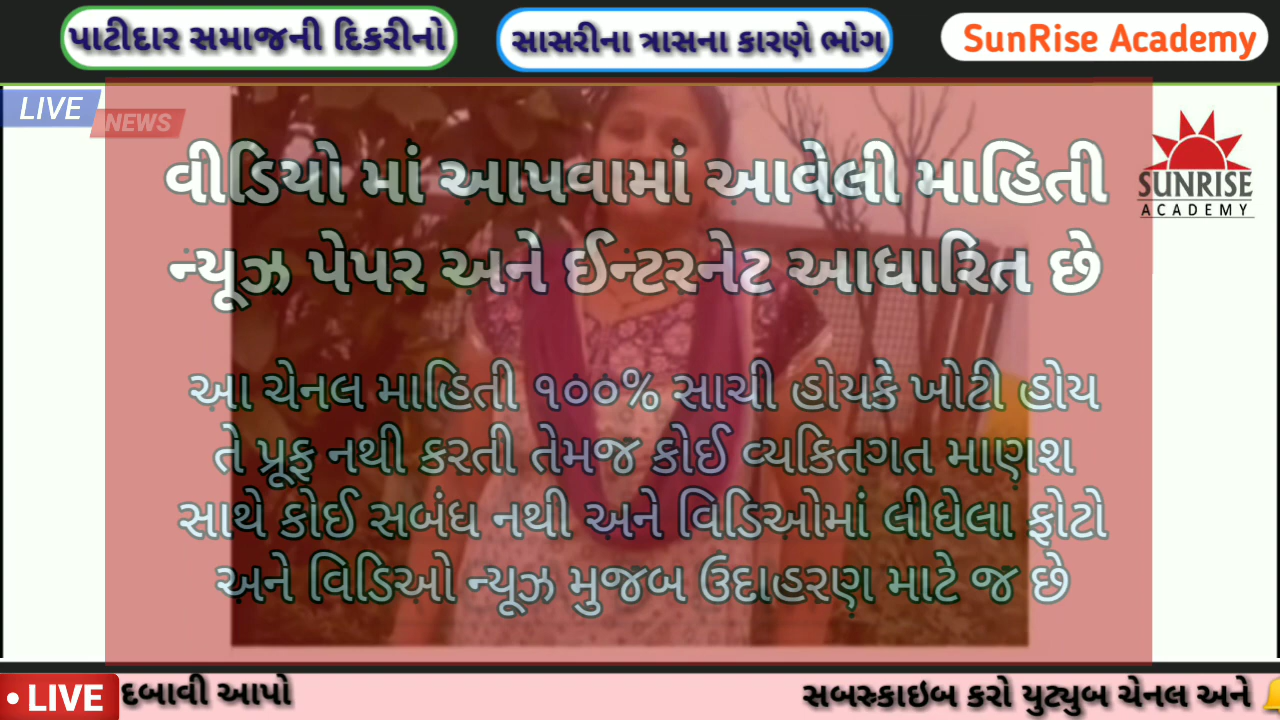 પાટીદાર સમાજની દિકરીનો
સાસરીના ત્રાસના કારણે ભોગ
SunRise Academy
LIVE
NEWS
SUNRISE
ACADEMY
વીડિયો માં આપવામાં આવેલી માહિતી
ન્યૂઝ પેપર અને ઈન્ટરનેટ આધારિત છે
આ ચેનલ માહિતી ૧૦૦% સાચી હોયકે ખોટી હોય
તે પ્રૂફ નથી કરતી તેમજ કોઈ વ્યકિતગત માણશ
સાથે કોઈ સબંધ નથી અને વિડિઓમાં લીધેલા ફોટો
અને વિડિઓ ન્યૂઝ મુજબ ઉદાહરણ માટે જ છે
LIVE
દબાવી આપો
સબસ્ક્રાઇબ કરો યુટ્યુબ ચેનલ અને